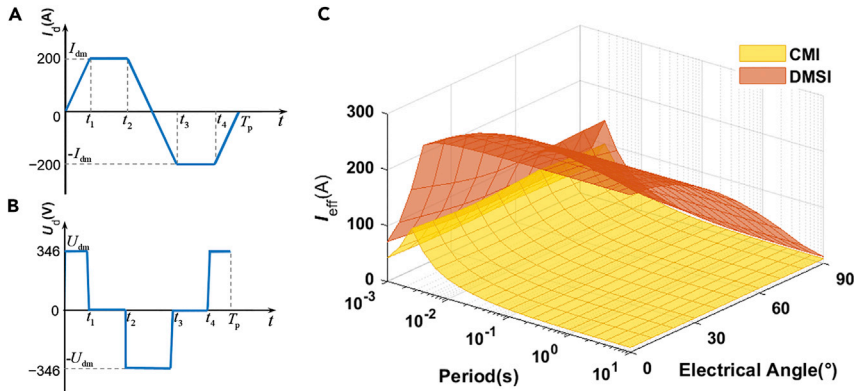 A
I_d(A)
I_dm
200
0
t_1
t_2
t_3
t_4
T_p
t
-I_dm
-200
B
U_d(V)
U_dm
346
0
t_1
t_2
t_3
t_4
T_p
t
-U_dm
-346
C
CMI
DMSI
I_eff(A)
300
200
100
0
10^-3
10^-2
10^-1
10^0
10^1
Period(s)
0
30
60
90
Electrical Angle(°)